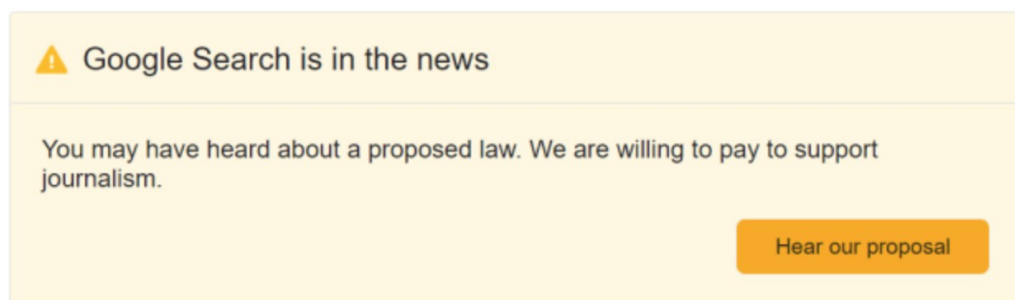 Google Search is in the news
You may have heard about a proposed law. We are willing to pay to support
journalism.
Hear our proposal